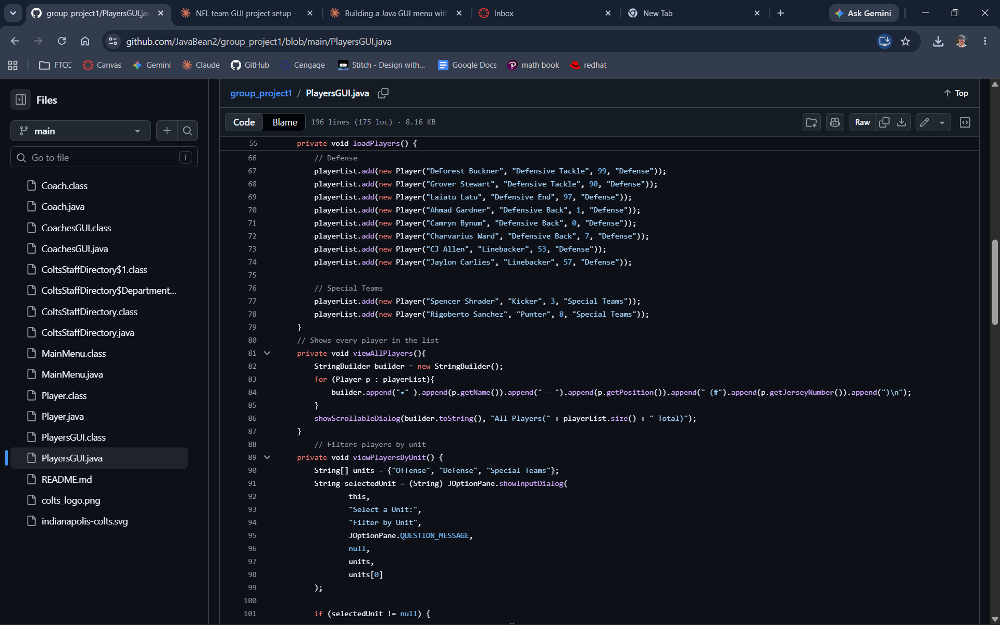 group_project1/PlayersGUI.jav
NFL team GUI project setup -
Building a Java GUI menu with
Inbox
New Tab
Ask Gemini
github.com/JavaBean2/group_project1/blob/main/PlayersGUI.java
FTCC
Canvas
Gemini
Claude
GitHub
Cengage
Stitch - Design with...
Google Docs
math book
redhat
Files
main
Go to file
T
Coach.class
Coach.java
CoachesGUI.class
CoachesGUI.java
ColtsStaffDirectory$1.class
ColtsStaffDirectory$Department...
ColtsStaffDirectory.class
ColtsStaffDirectory.java
MainMenu.class
MainMenu.java
Player.class
Player.java
PlayersGUI.class
PlayersGUI.java
README.md
colts_logo.png
indianapolis-colts.svg
group_project1 / PlayersGUI.java
Top
Code Blame 196 lines (175 loc) · 8.16 KB
Raw
55 private void loadPlayers() {
66 // Defense
67 playerList.add(new Player("DeForest Buckner", "Defensive Tackle", 99, "Defense"));
68 playerList.add(new Player("Grover Stewart", "Defensive Tackle", 90, "Defense"));
69 playerList.add(new Player("Laiatu Latu", "Defensive End", 97, "Defense"));
70 playerList.add(new Player("Ahmad Gardner", "Defensive Back", 1, "Defense"));
71 playerList.add(new Player("Camryn Bynum", "Defensive Back", 0, "Defense"));
72 playerList.add(new Player("Charvarius Ward", "Defensive Back", 7, "Defense"));
73 playerList.add(new Player("CJ Allen", "Linebacker", 53, "Defense"));
74 playerList.add(new Player("Jaylon Carlies", "Linebacker", 57, "Defense"));
75
76 // Special Teams
77 playerList.add(new Player("Spencer Shrader", "Kicker", 3, "Special Teams"));
78 playerList.add(new Player("Rigoberto Sanchez", "Punter", 8, "Special Teams"));
79 }
80 // Shows every player in the list
81 private void viewAllPlayers(){
82 StringBuilder builder = new StringBuilder();
83 for (Player p : playerList){
84 builder.append("•" ).append(p.getName()).append(" — ").append(p.getPosition()).append(" (#").append(p.getJerseyNumber()).append(")\n");
85 }
86 showScrollableDialog(builder.toString(), "All Players(" + playerList.size() + " Total)");
87 }
88 // Filters players by unit
89 private void viewPlayersByUnit() {
90 String[] units = {"Offense", "Defense", "Special Teams"};
91 String selectedUnit = (String) JOptionPane.showInputDialog(
92 this,
93 "Select a Unit:",
94 "Filter by Unit",
95 JOptionPane.QUESTION_MESSAGE,
96 null,
97 units,
98 units[0]
99 );
100
101 if (selectedUnit != null) {